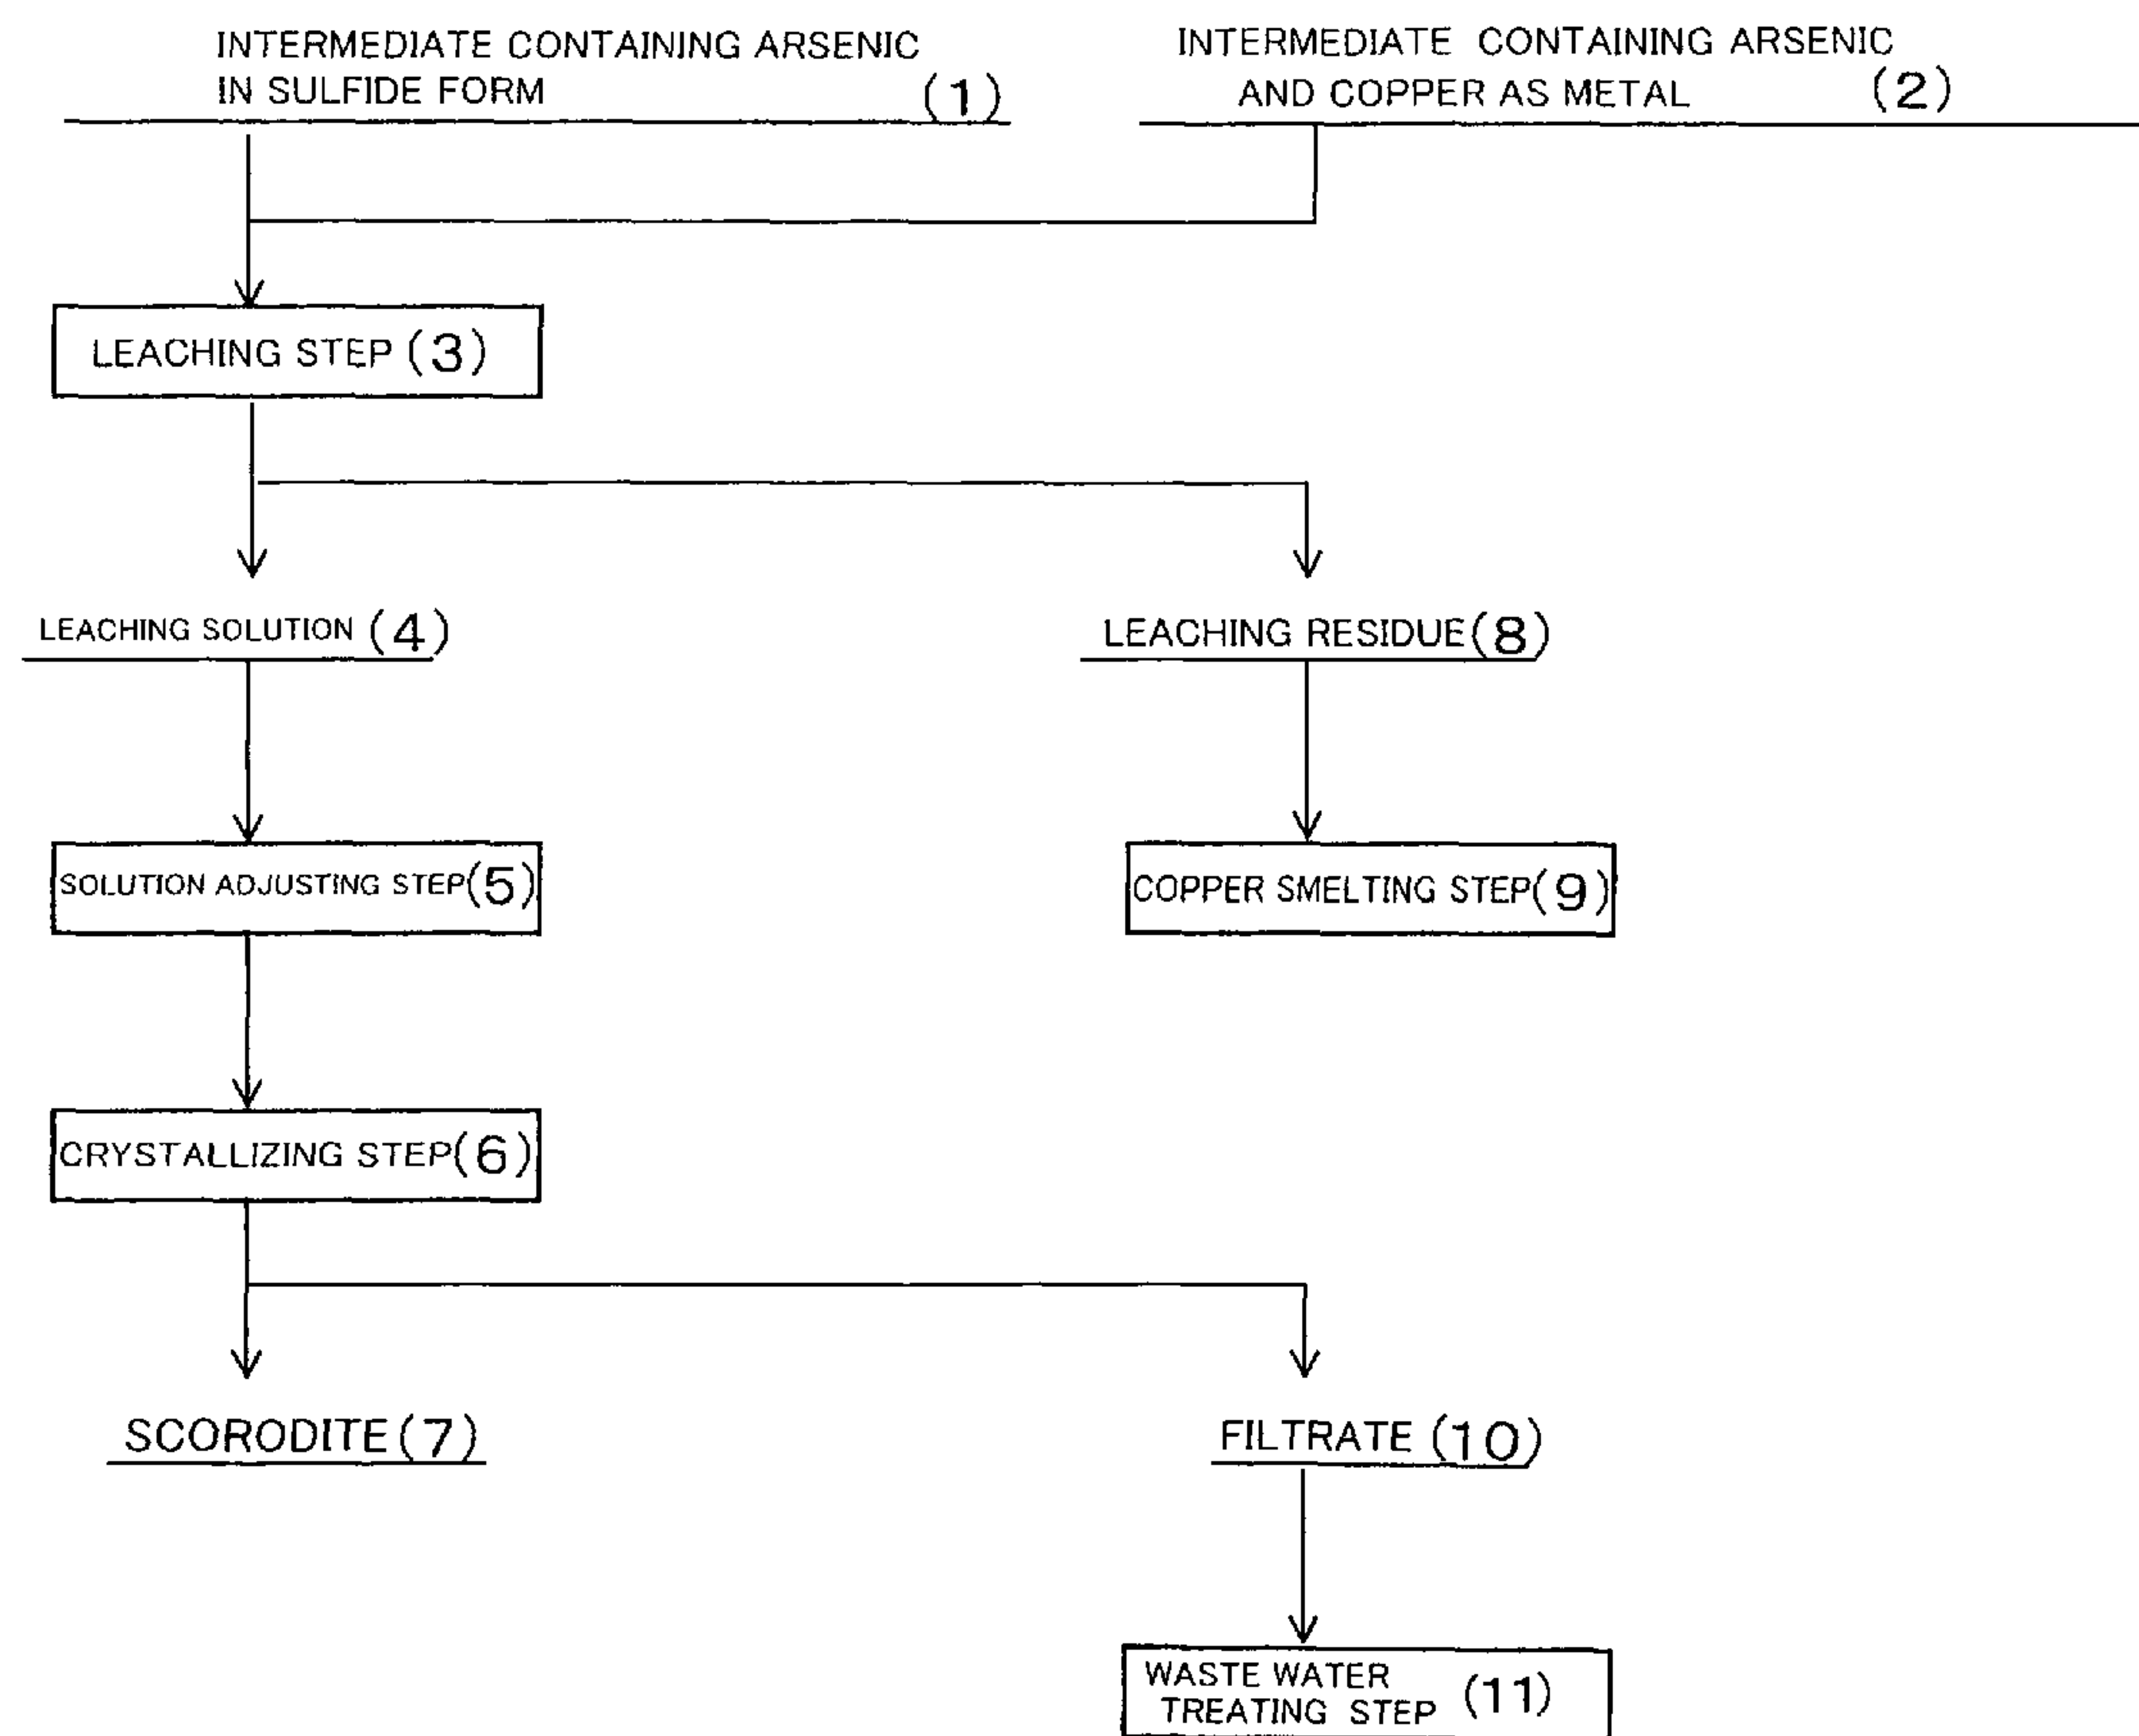 INTERMEDIATE CONTAINING ARSENIC
IN SULFIDE FORM (1)
INTERMEDIATE CONTAINING ARSENIC
AND COPPER AS METAL (2)
LEACHING STEP (3)
LEACHING SOLUTION (4)
LEACHING RESIDUE (8)
SOLUTION ADJUSTING STEP (5)
COPPER SMELTING STEP (9)
CRYSTALLIZING STEP (6)
SCORODITE (7)
FILTRATE (10)
WASTE WATER
TREATING STEP (11)